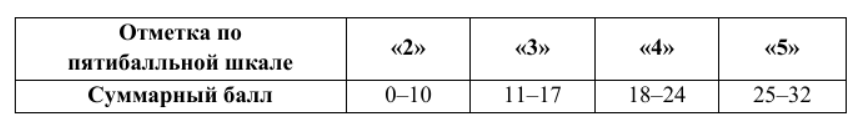 Отметка по
пятибалльной шкале
«2» «3» «4» «5»
Суммарный балл 0–10 11–17 18–24 25–32